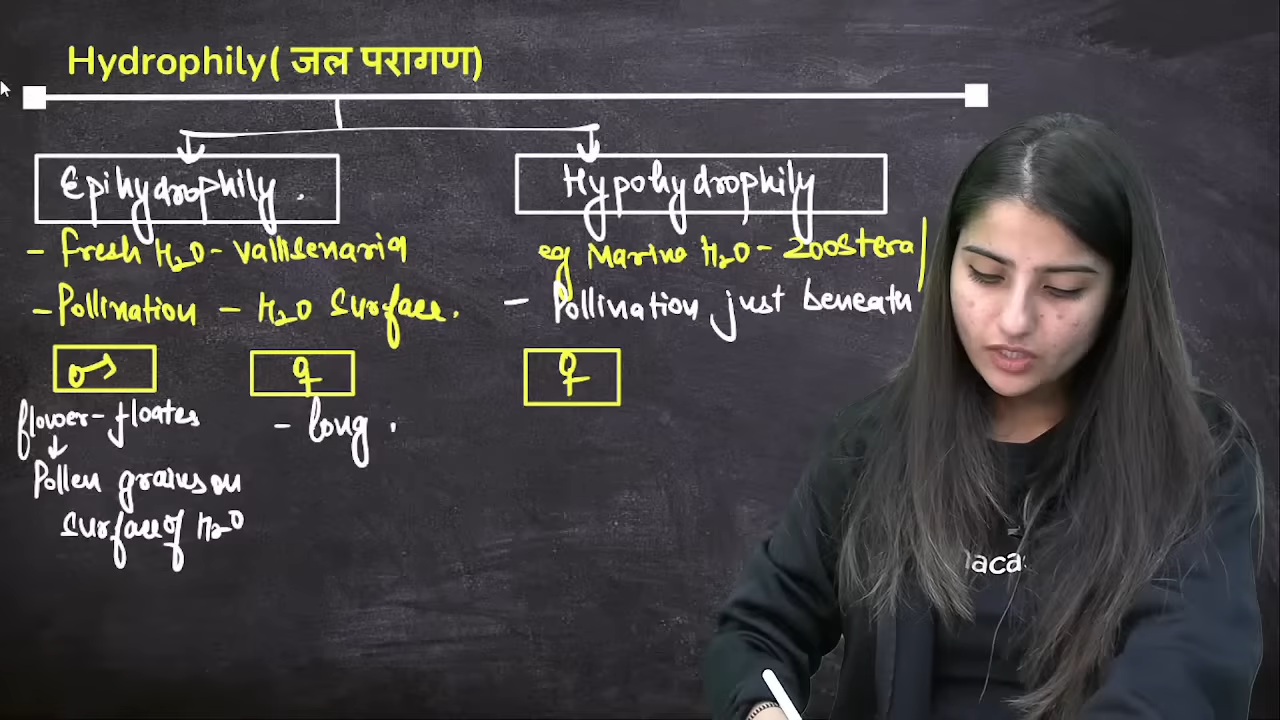 Hydrophily( जल परागण)
Epihydrophily.
Hypohydrophily
- Fresh H₂O - Vallisenaria
eg Marine H₂O - Zoostera/
- Pollination - H₂O Surface.
- Pollination just beneath
♂
♀
♀
flower - floates
- long.
↓
Pollen grains on
surface of H₂O
acad